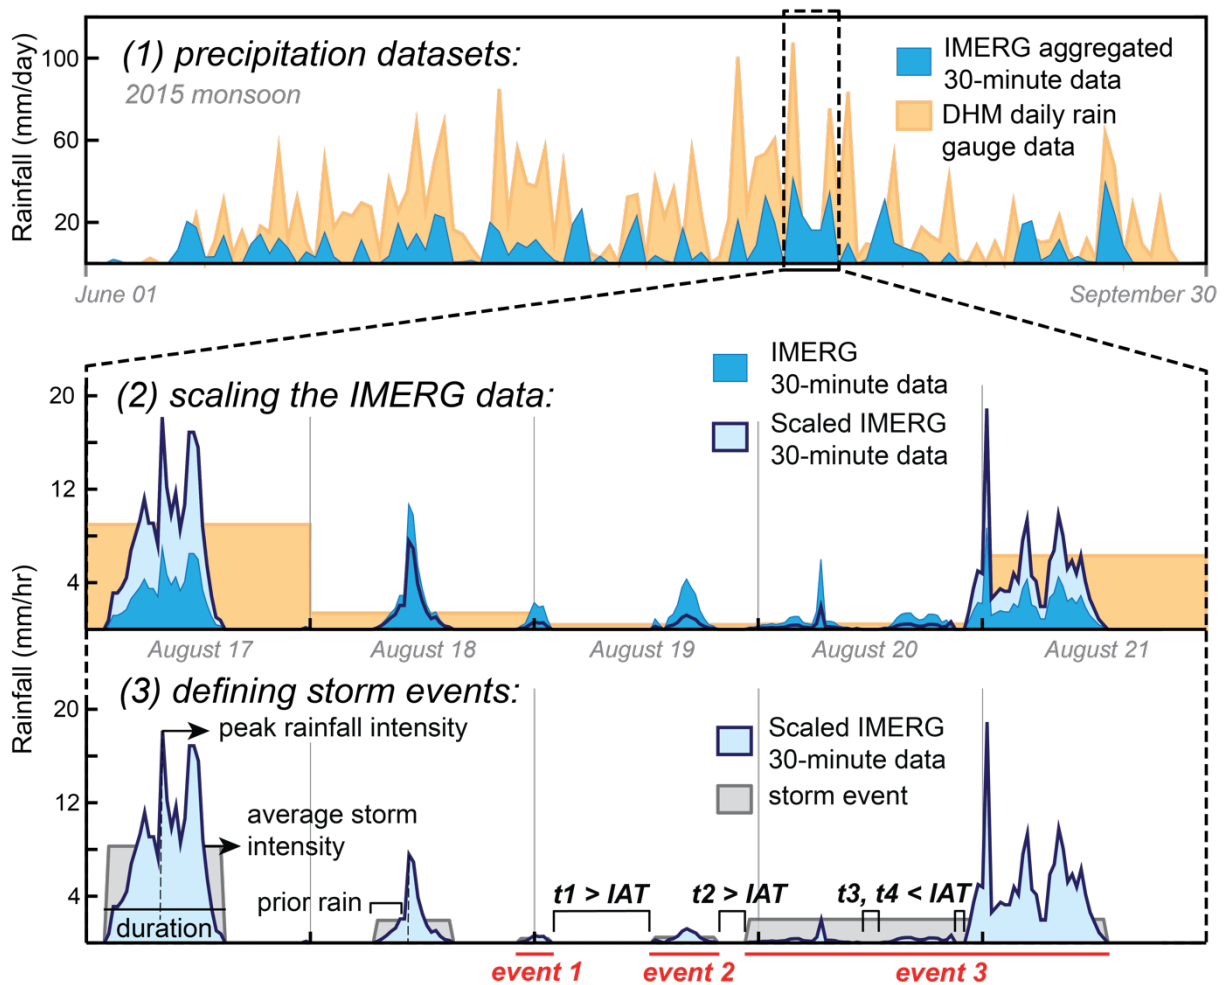 (1) precipitation datasets:
2015 monsoon
IMERG aggregated
30-minute data
DHM daily rain
gauge data
Rainfall (mm/day)
100
60
20
June 01
September 30
(2) scaling the IMERG data:
IMERG
30-minute data
Scaled IMERG
30-minute data
20
12
4
August 17
August 18
August 19
August 20
August 21
Rainfall (mm/hr)
(3) defining storm events:
peak rainfall intensity
average storm
intensity
prior rain
duration
Scaled IMERG
30-minute data
storm event
20
12
4
t1 > IAT
t2 > IAT
t3, t4 < IAT
event 1
event 2
event 3